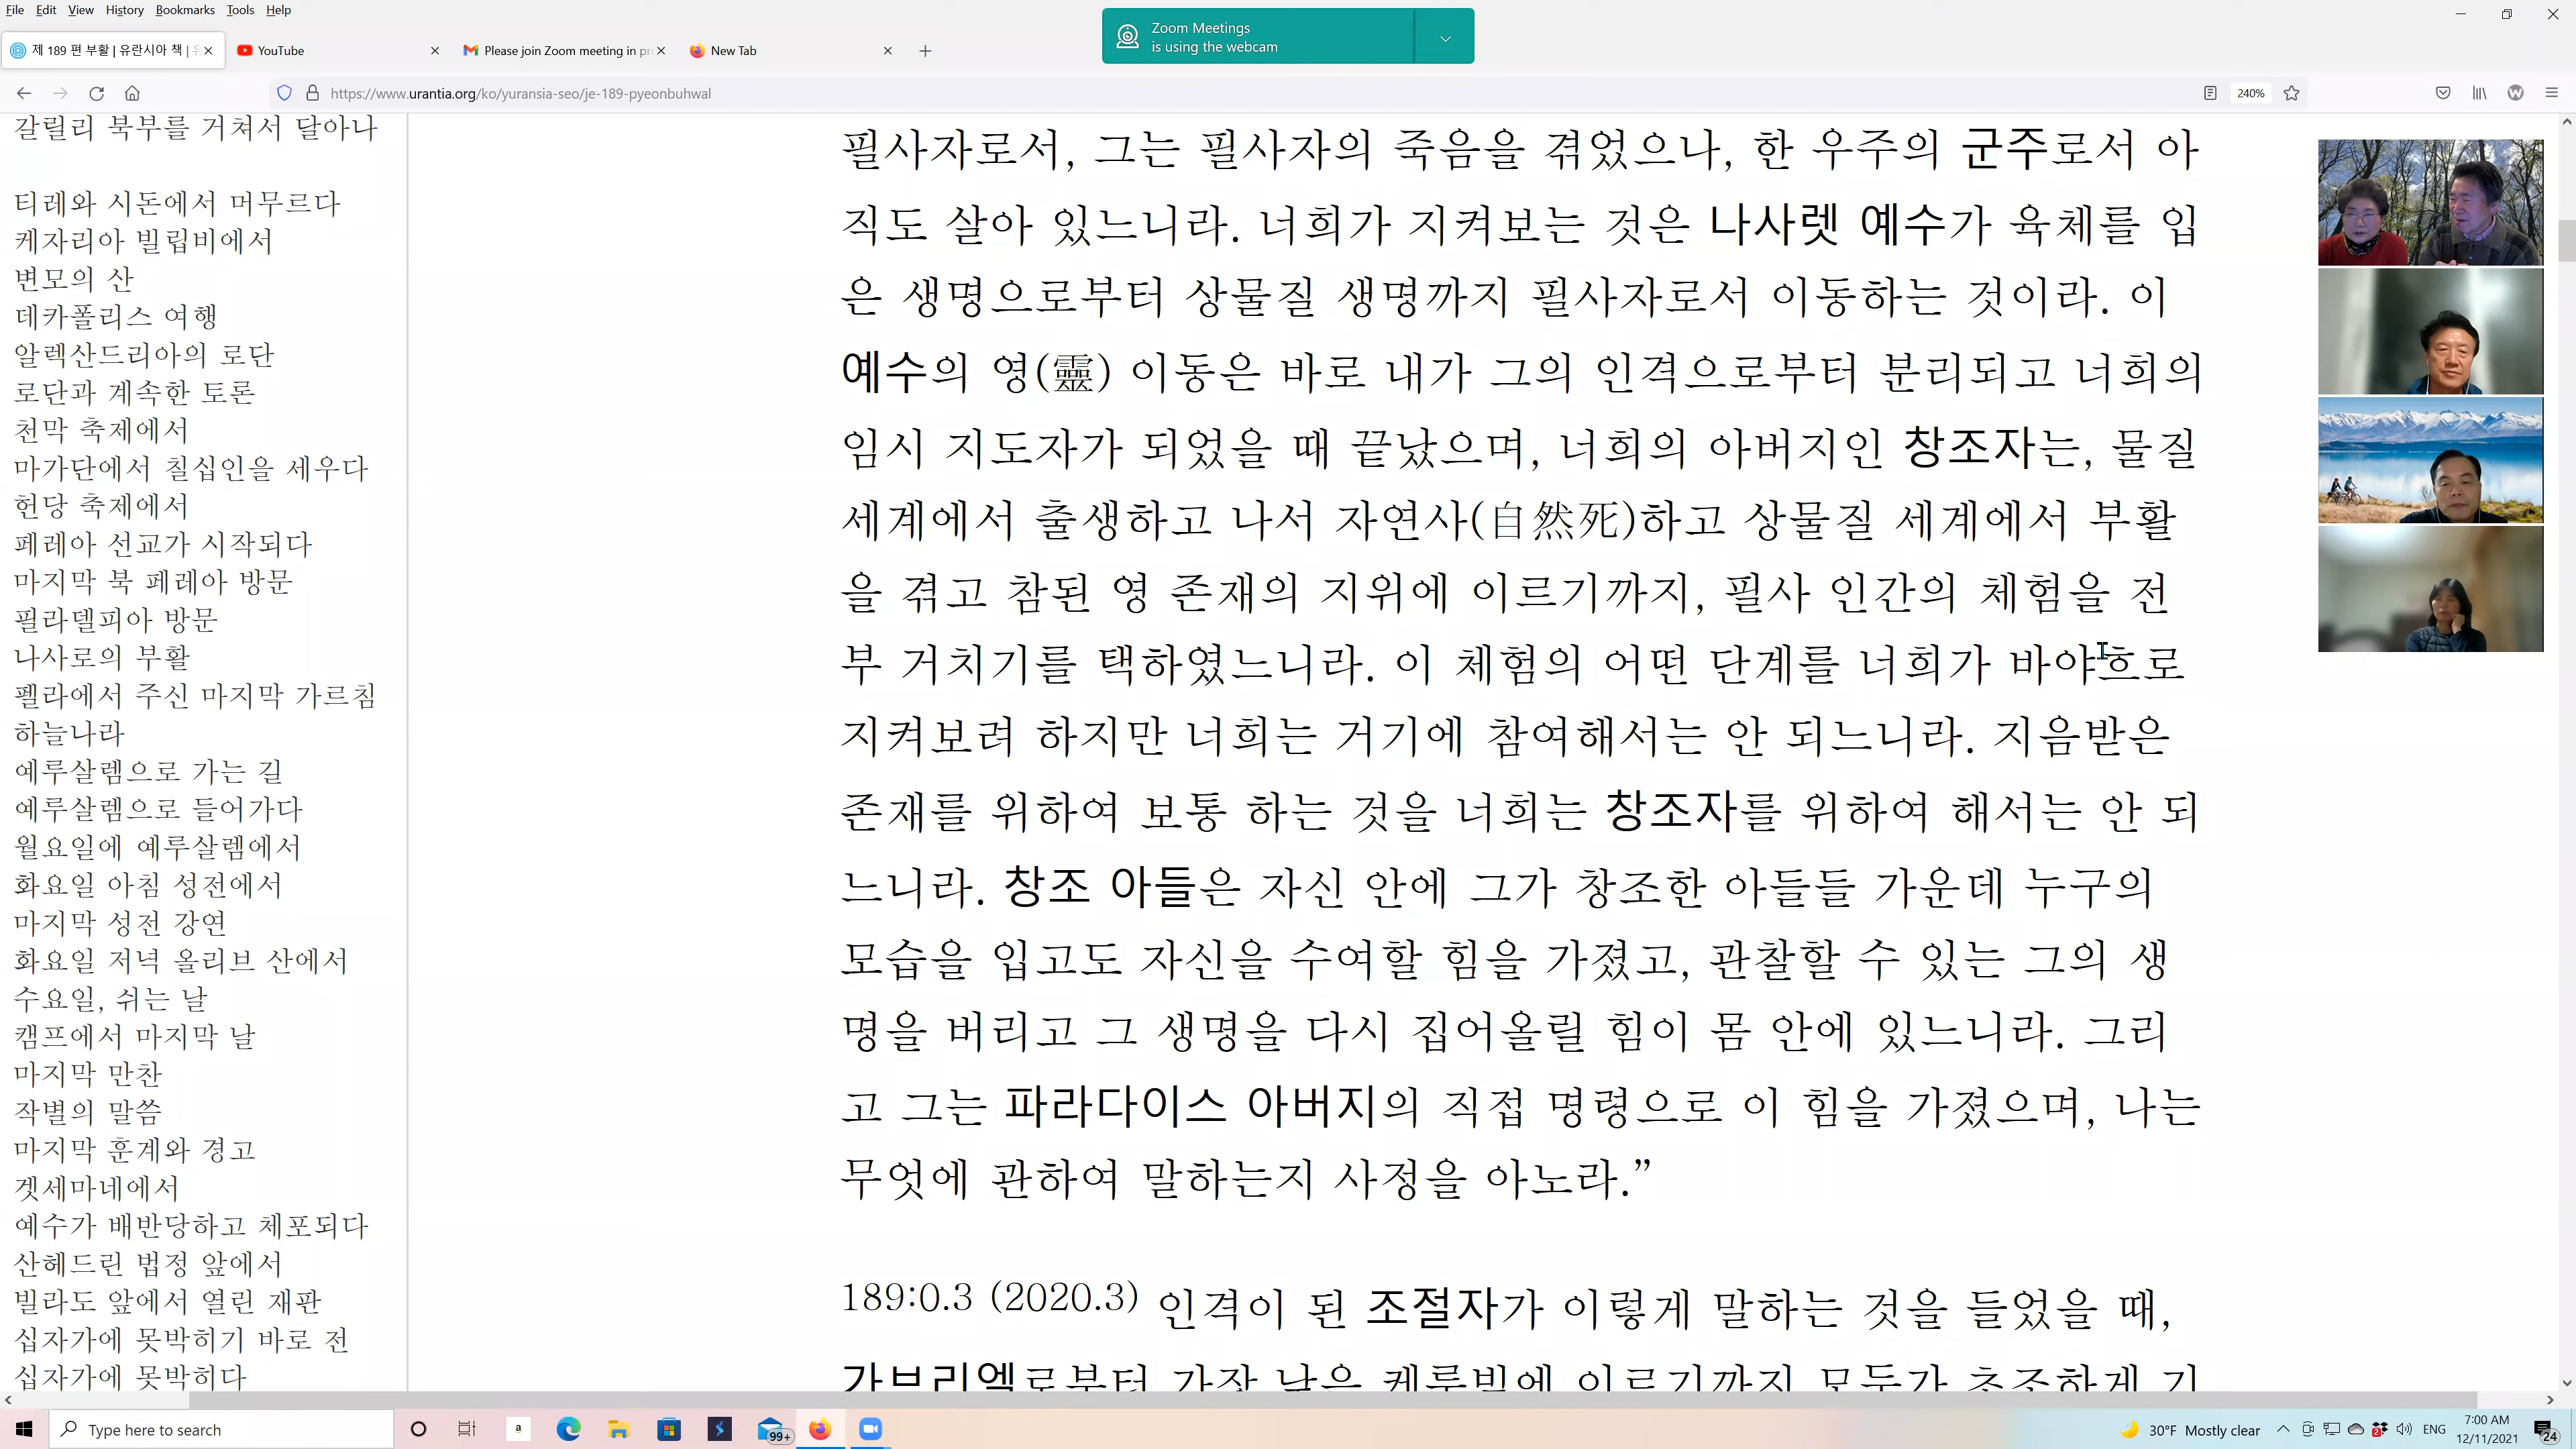 File Edit View History Bookmarks Tools Help
Zoom Meetings
is using the webcam
제 189 편 부활 | 유란시아 책 |
YouTube
Please join Zoom meeting in pr
New Tab
https://www.urantia.org/ko/yuransia-seo/je-189-pyeonbuhwal
240%
갈릴리 북부를 거쳐서 달아나
티레와 시돈에서 머무르다
케자리아 빌립비에서
변모의 산
데카폴리스 여행
알렉산드리아의 로단
로단과 계속한 토론
천막 축제에서
마가단에서 칠십인을 세우다
헌당 축제에서
페레아 선교가 시작되다
마지막 북 페레아 방문
필라델피아 방문
나사로의 부활
펠라에서 주신 마지막 가르침
하늘나라
예루살렘으로 가는 길
예루살렘으로 들어가다
월요일에 예루살렘에서
화요일 아침 성전에서
마지막 성전 강연
화요일 저녁 올리브 산에서
수요일, 쉬는 날
캠프에서 마지막 날
마지막 만찬
작별의 말씀
마지막 훈계와 경고
겟세마네에서
예수가 배반당하고 체포되다
산헤드린 법정 앞에서
빌라도 앞에서 열린 재판
십자가에 못박히기 바로 전
십자가에 못박히다
필사자로서, 그는 필사자의 죽음을 겪었으나, 한 우주의 군주로서 아
직도 살아 있느니라. 너희가 지켜보는 것은 나사렛 예수가 육체를 입
은 생명으로부터 상물질 생명까지 필사자로서 이동하는 것이라. 이
예수의 영(靈) 이동은 바로 내가 그의 인격으로부터 분리되고 너희의
임시 지도자가 되었을 때 끝났으며, 너희의 아버지인 창조자는, 물질
세계에서 출생하고 나서 자연사(自然死)하고 상물질 세계에서 부활
을 겪고 참된 영 존재의 지위에 이르기까지, 필사 인간의 체험을 전
부 거치기를 택하였느니라. 이 체험의 어떤 단계를 너희가 바야흐로
지켜보려 하지만 너희는 거기에 참여해서는 안 되느니라. 지음받은
존재를 위하여 보통 하는 것을 너희는 창조자를 위하여 해서는 안 되
느니라. 창조 아들은 자신 안에 그가 창조한 아들들 가운데 누구의
모습을 입고도 자신을 수여할 힘을 가졌고, 관찰할 수 있는 그의 생
명을 버리고 그 생명을 다시 집어올릴 힘이 몸 안에 있느니라. 그리
고 그는 파라다이스 아버지의 직접 명령으로 이 힘을 가졌으며, 나는
무엇에 관하여 말하는지 사정을 아노라.”
189:0.3 (2020.3) 인격이 된 조절자가 이렇게 말하는 것을 들었을 때,
가브리엘로부터 가장 낮은 케루빔에 이르기까지 모두가 초조하게 기
Type here to search
99+
30°F Mostly clear
ENG
7:00 AM
12/11/2021
24